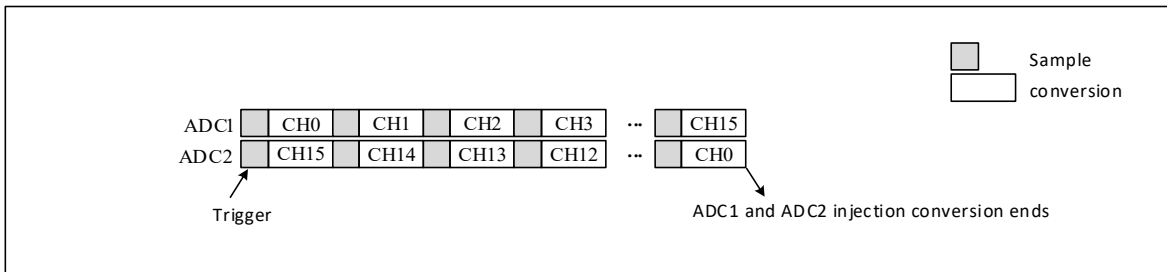 Sample
conversion
ADC1 CH0 CH1 CH2 CH3 ... CH15
ADC2 CH15 CH14 CH13 CH12 ... CH0
Trigger
ADC1 and ADC2 injection conversion ends